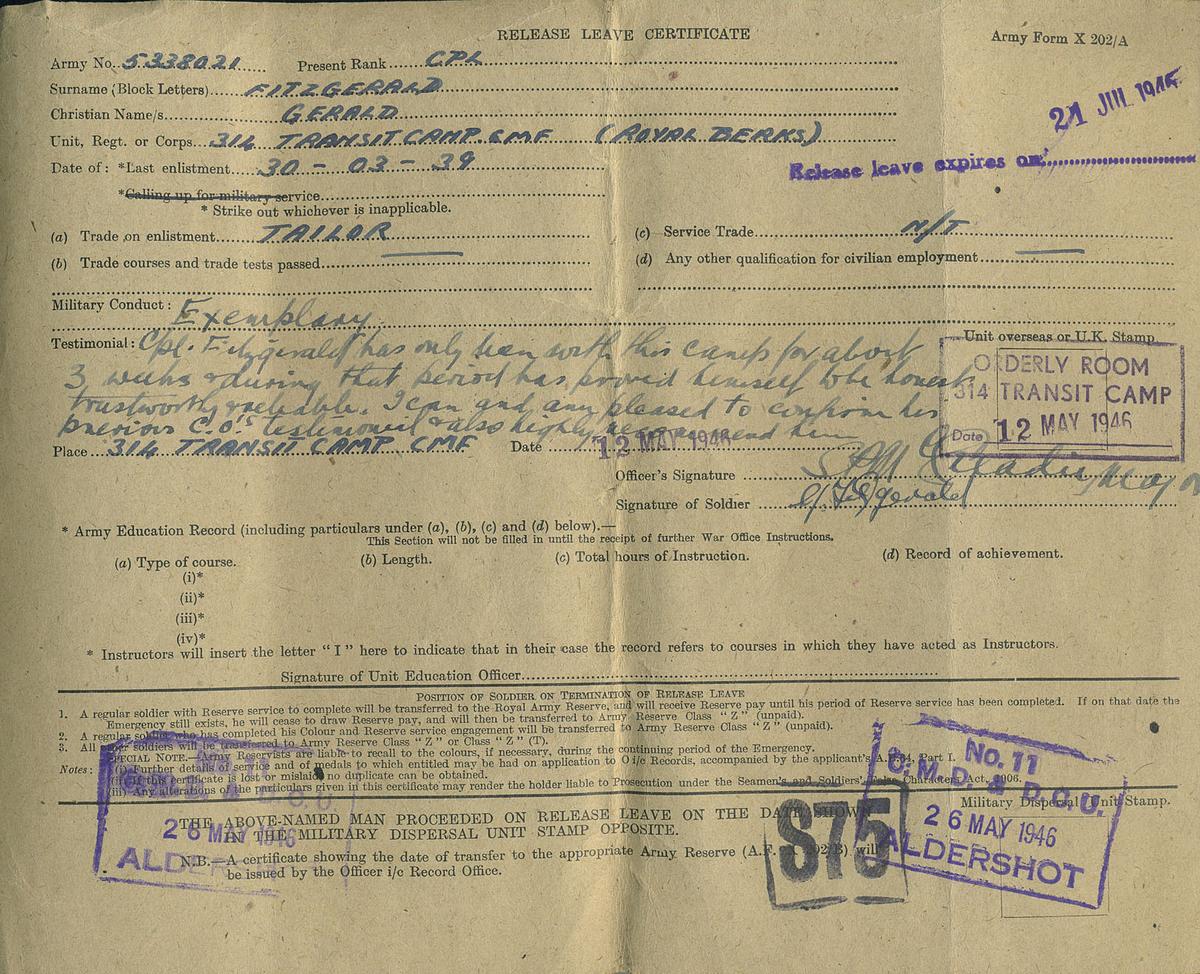 RELEASE LEAVE CERTIFICATE
Army Form X 202/A
Army No. 5338021 Present Rank CPL
Surname (Block Letters) FITZGERALD
Christian Name/s GERALD
Unit, Regt. or Corps 314 TRANSIT CAMP. CMF (ROYAL BERKS)
21 JUL 1946
Release leave expires on
Date of : *Last enlistment 30 - 03 - 39
*Calling up for military service
* Strike out whichever is inapplicable.
(a) Trade on enlistment TAILOR
(c) Service Trade N/T
(b) Trade courses and trade tests passed
(d) Any other qualification for civilian employment
Military Conduct : Exemplary
Testimonial : Cpl. Fitzgerald has only been with this camp for about
3 weeks & during that period has proved himself to be honest
trustworthy & reliable. I can and am pleased to confirm his
previous C.O's testimonial & also highly recommend him
Unit overseas or U.K. Stamp
ORDERLY ROOM
314 TRANSIT CAMP
Date 12 MAY 1946
Place 314 TRANSIT CAMP CMF Date 12 MAY 1946
Officer's Signature Major
Signature of Soldier G Fitzgerald
* Army Education Record (including particulars under (a), (b), (c) and (d) below).—
This Section will not be filled in until the receipt of further War Office Instructions.
(a) Type of course. (b) Length. (c) Total hours of Instruction. (d) Record of achievement.
(i)*
(ii)*
(iii)*
(iv)*
* Instructors will insert the letter " I " here to indicate that in their case the record refers to courses in which they have acted as Instructors.
Signature of Unit Education Officer
POSITION OF SOLDIER ON TERMINATION OF RELEASE LEAVE
1. A regular soldier with Reserve service to complete will be transferred to the Royal Army Reserve, and will receive Reserve pay until his period of Reserve service has been completed. If on that date the
Emergency still exists, he will cease to draw Reserve pay, and will then be transferred to Army Reserve Class " Z " (unpaid).
2. A regular soldier who has completed his Colour and Reserve service engagement will be transferred to Army Reserve Class " Z " (unpaid).
3. All other soldiers will be transferred to Army Reserve Class " Z " or Class " Z " (T).
SPECIAL NOTE.—Army Reservists are liable to recall to the colours, if necessary, during the continuing period of the Emergency.
Notes : (i) Further details of service and of medals to which entitled may be had on application to O i/c Records, accompanied by the applicant's A.B. 64, Part I.
(ii) If this certificate is lost or mislaid no duplicate can be obtained.
(iii) Any alterations of the particulars given in this certificate may render the holder liable to Prosecution under the Seamen's and Soldiers' False Characters Act, 1906.
THE ABOVE-NAMED MAN PROCEEDED ON RELEASE LEAVE ON THE DATE SHOWN
IN THE MILITARY DISPERSAL UNIT STAMP OPPOSITE.
N.B.—A certificate showing the date of transfer to the appropriate Army Reserve (A.F. X 202/B) will
be issued by the Officer i/c Record Office.
Military Dispersal Unit Stamp.
26 MAY 1946
S75
No. 11
C. M. D. & D.C.U.
26 MAY 1946
ALDERSHOT